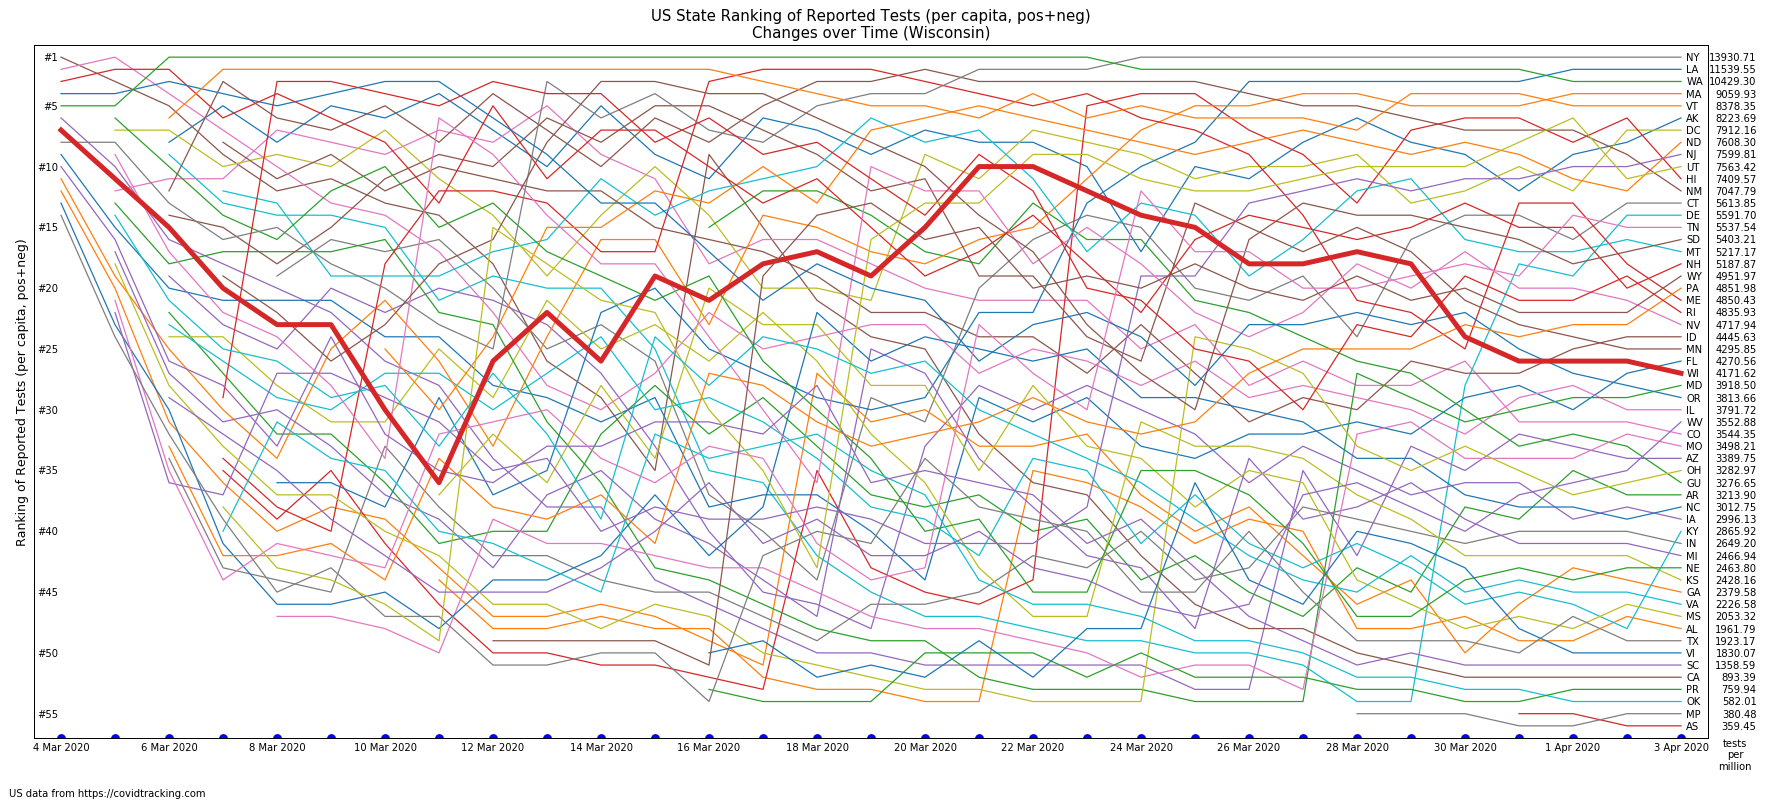 US State Ranking of Reported Tests (per capita, pos+neg)
Changes over Time (Wisconsin)
Ranking of Reported Tests (per capita, pos+neg)
#1
#5
#10
#15
#20
#25
#30
#35
#40
#45
#50
#55
NY 13930.71
LA 11539.55
WA 10429.30
MA 9059.93
VT 8378.35
AK 8223.69
DC 7912.16
ND 7608.30
NJ 7599.81
UT 7563.42
HI 7409.57
NM 7047.79
CT 5613.85
DE 5591.70
TN 5537.54
SD 5403.21
MT 5217.17
NH 5187.87
WY 4951.97
PA 4851.98
ME 4850.43
RI 4835.93
NV 4717.94
ID 4445.63
MN 4295.85
FL 4270.56
WI 4171.62
MD 3918.50
OR 3813.66
IL 3791.72
WV 3552.88
CO 3544.35
MO 3498.21
AZ 3389.75
OH 3282.97
GU 3276.65
AR 3213.90
NC 3012.75
IA 2996.13
KY 2865.92
IN 2649.20
MI 2466.94
NE 2463.80
KS 2428.16
GA 2379.58
VA 2226.58
MS 2053.32
AL 1961.79
TX 1923.17
VI 1830.07
SC 1358.59
CA 893.39
PR 759.94
OK 582.01
MP 380.48
AS 359.45
4 Mar 2020 6 Mar 2020 8 Mar 2020 10 Mar 2020 12 Mar 2020 14 Mar 2020 16 Mar 2020 18 Mar 2020 20 Mar 2020 22 Mar 2020 24 Mar 2020 26 Mar 2020 28 Mar 2020 30 Mar 2020 1 Apr 2020 3 Apr 2020
tests
per
million
US data from https://covidtracking.com